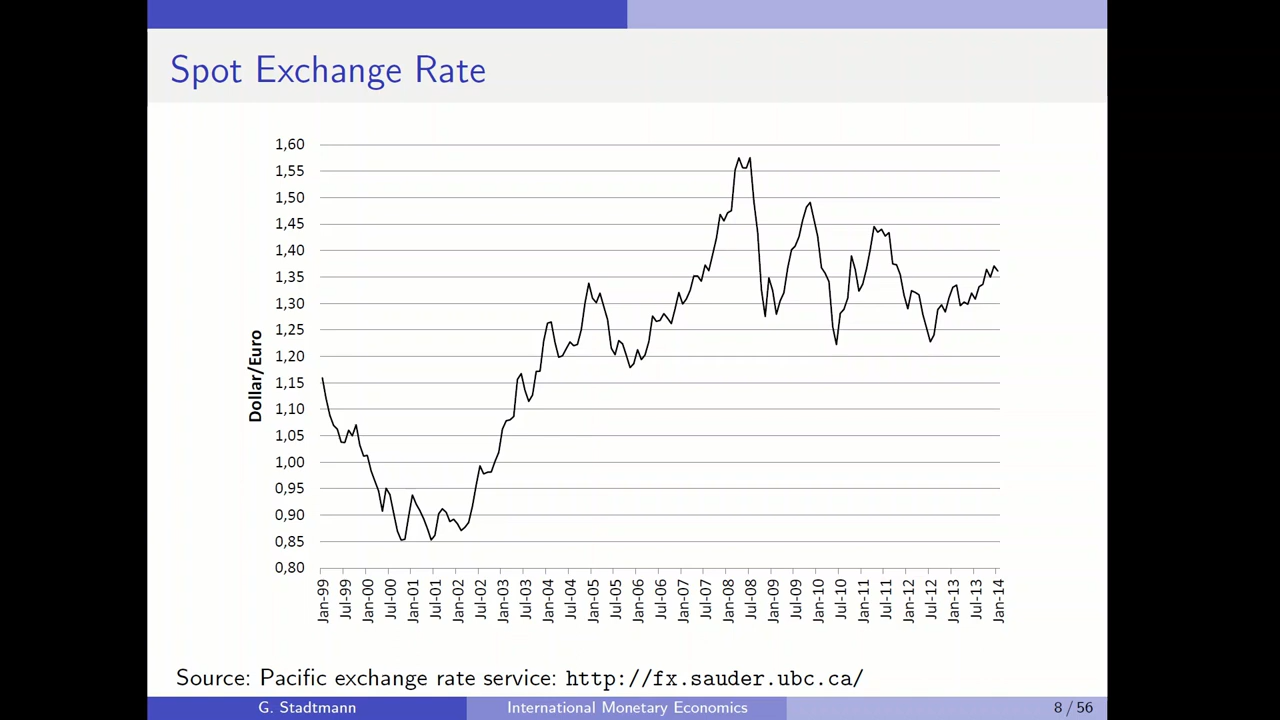 Spot Exchange Rate
1,60
1,55
1,50
1,45
1,40
1,35
1,30
1,25
1,20
1,15
1,10
1,05
1,00
0,95
0,90
0,85
0,80
Dollar/Euro
Jan-99
Jul-99
Jan-00
Jul-00
Jan-01
Jul-01
Jan-02
Jul-02
Jan-03
Jul-03
Jan-04
Jul-04
Jan-05
Jul-05
Jan-06
Jul-06
Jan-07
Jul-07
Jan-08
Jul-08
Jan-09
Jul-09
Jan-10
Jul-10
Jan-11
Jul-11
Jan-12
Jul-12
Jan-13
Jul-13
Jan-14
Source: Pacific exchange rate service: http://fx.sauder.ubc.ca/
G. Stadtmann International Monetary Economics 8 / 56